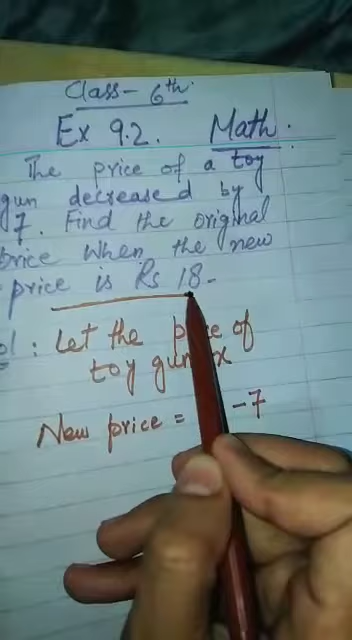 Class - 6th
Ex 9.2. Math.
The price of a toy
gun decreased by
7. Find the original
price when the new
price is Rs 18.
: Let the of
toy gun x
New price = -7